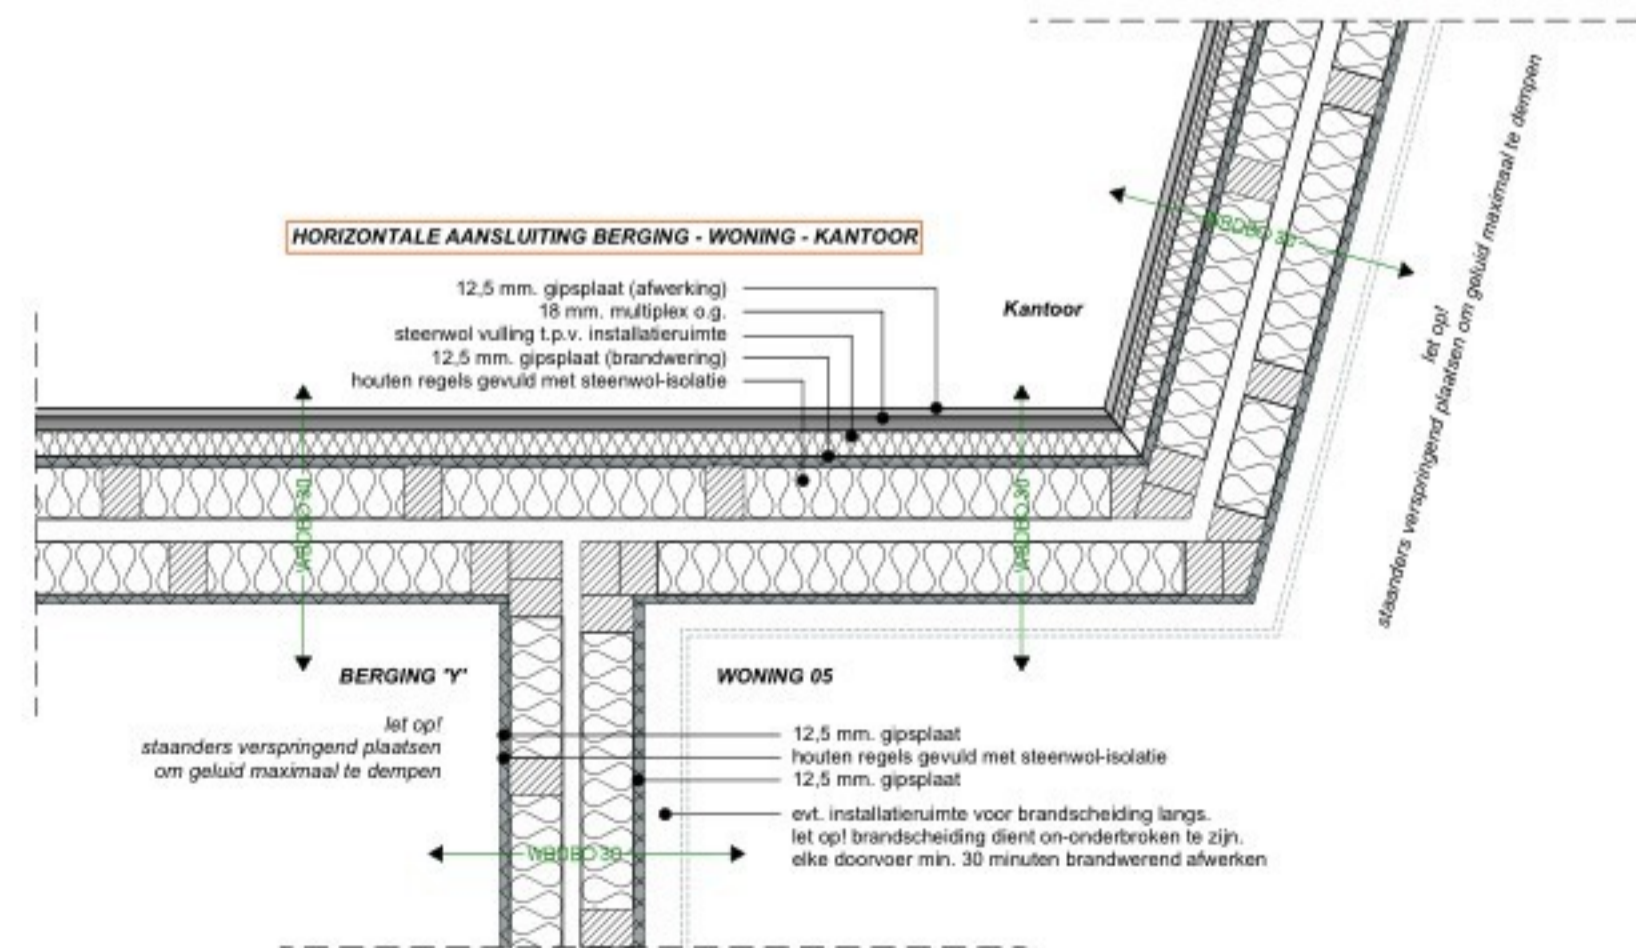 HORIZONTALE AANSLUITING BERGING - WONING - KANTOOR
12,5 mm. gipsplaat (afwerking)
18 mm. multiplex o.g.
steenwol vulling t.p.v. installatieruimte
12,5 mm. gipsplaat (brandwering)
houten regels gevuld met steenwol-isolatie
Kantoor
WBDBO 30
let op!
staanders verspringend plaatsen om geluid maximaal te dempen
WBDBO 30
WBDBO 30
BERGING 'Y'
let op!
staanders verspringend plaatsen
om geluid maximaal te dempen
WONING 05
12,5 mm. gipsplaat
houten regels gevuld met steenwol-isolatie
12,5 mm. gipsplaat
evt. installatieruimte voor brandscheiding langs.
let op! brandscheiding dient on-onderbroken te zijn.
elke doorvoer min. 30 minuten brandwerend afwerken
WBDBO 30